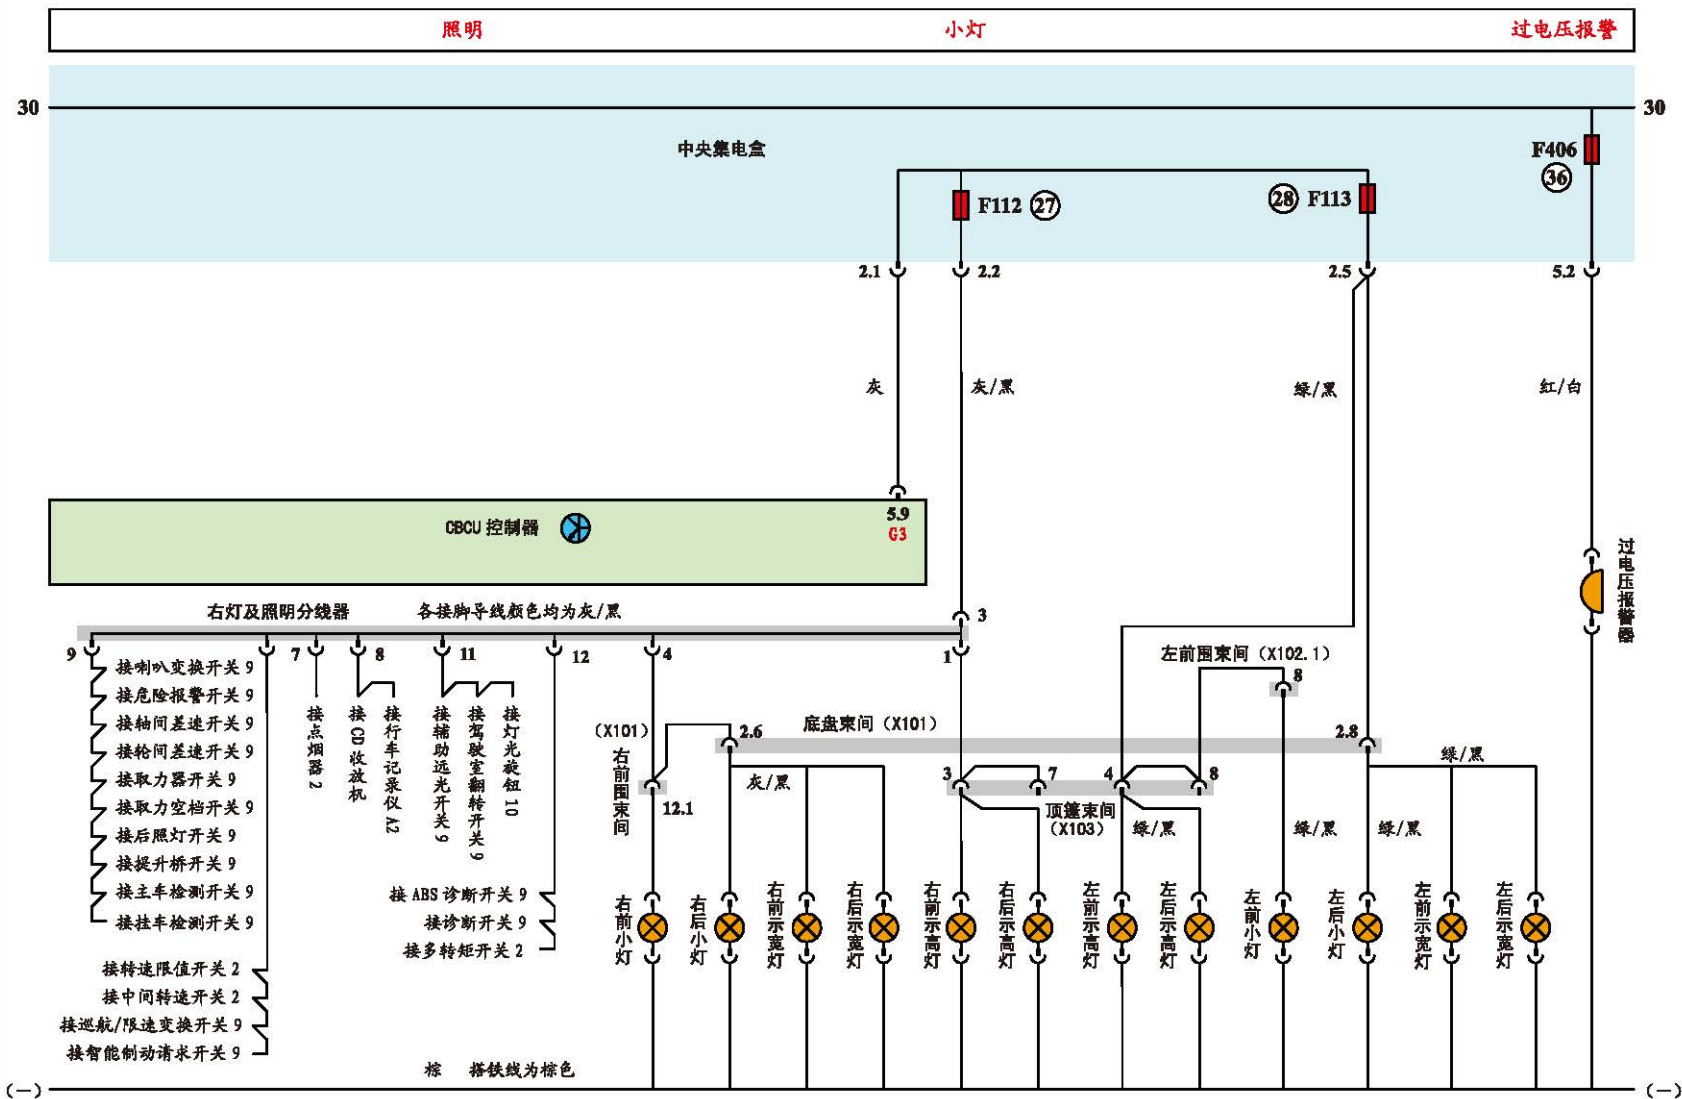 照明
小灯
过电压报警
30
30
中央集电盒
F406
36
F112 27
28 F113
2.1
2.2
2.5
5.2
灰
灰/黑
绿/黑
红/白
CBCU 控制器
5.9
G3
过电压报警器
右灯及照明分线器
各接脚导线颜色均为灰/黑
3
9
7
8
11
12
4
1
接喇叭变换开关 9
接危险报警开关 9
接轴间差速开关 9
接轮间差速开关 9
接取力器开关 9
接取力空档开关 9
接后照灯开关 9
接提升桥开关 9
接主车检测开关 9
接挂车检测开关 9
接转速限值开关 2
接中间转速开关 2
接巡航/限速变换开关 9
接智能制动请求开关 9
接点烟器 2
接 CD 收放机
接行车记录仪 A2
接辅助远光开关 9
接驾驶室翻转开关 9
接灯光旋钮 10
接 ABS 诊断开关 9
接诊断开关 9
接多转矩开关 2
左前围束间（X102.1）
8
（X101）
右前围束间
12.1
2.6
底盘束间（X101）
2.8
灰/黑
3
7
4
8
顶篷束间
（X103）
绿/黑
绿/黑
绿/黑
绿/黑
右前小灯
右后小灯
右前示宽灯
右后示宽灯
右前示高灯
右后示高灯
左前示高灯
左后示高灯
左前小灯
左后小灯
左前示宽灯
左后示宽灯
棕 搭铁线为棕色
（—）
（—）